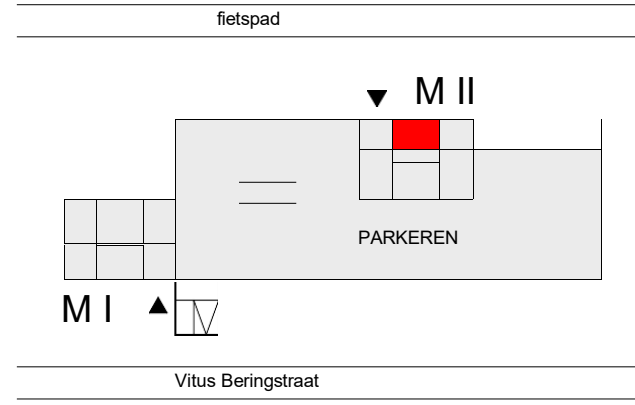 fietspad
M II
PARKEREN
M I
Vitus Beringstraat